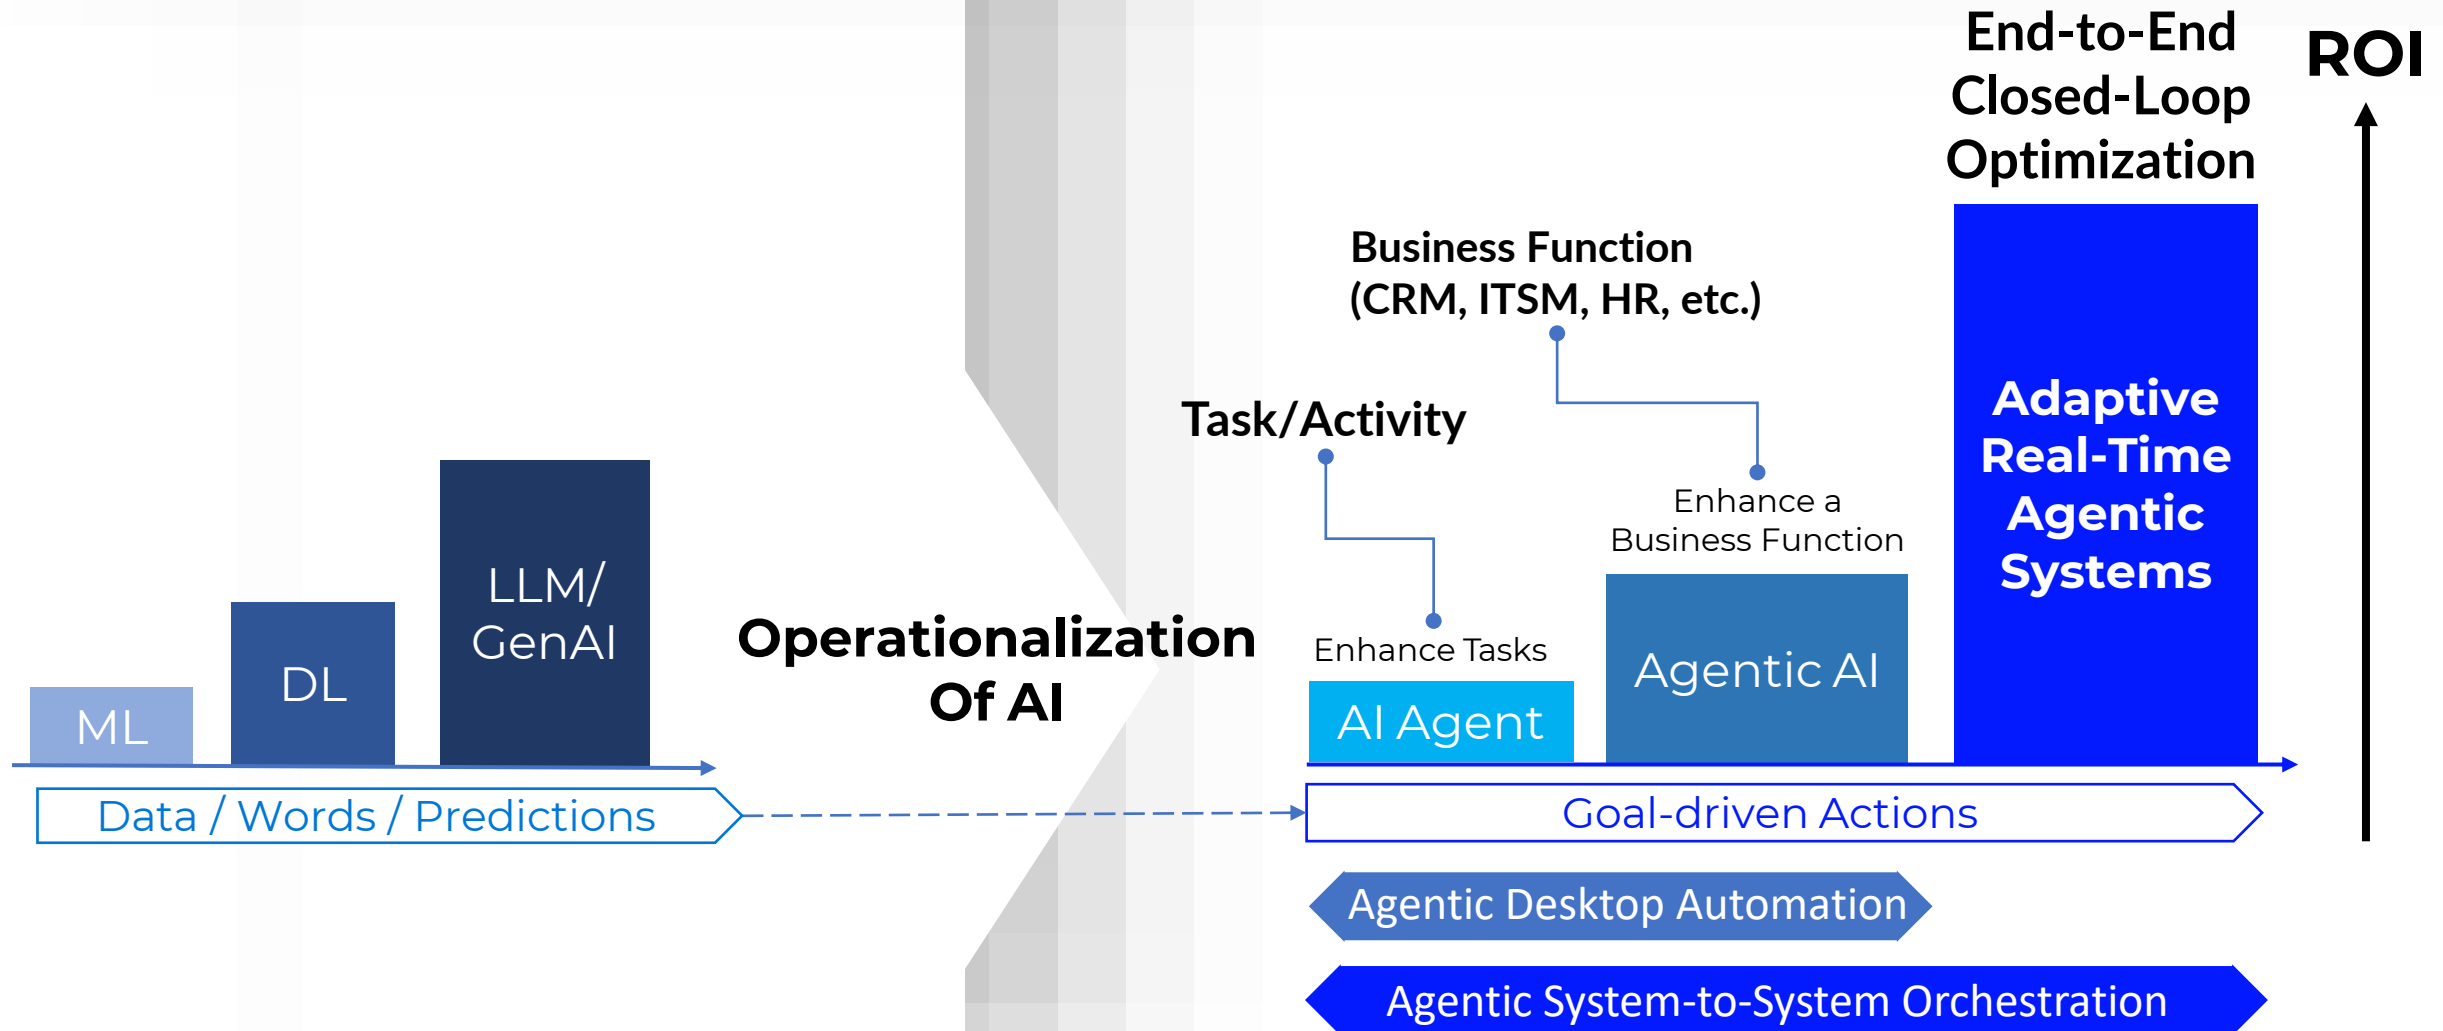 End-to-End
Closed-Loop
Optimization
ROI
Business Function
(CRM, ITSM, HR, etc.)
Task/Activity
Enhance a
Business Function
Enhance Tasks
Adaptive
Real-Time
Agentic
Systems
ML
DL
LLM/
GenAI
Operationalization
Of AI
AI Agent
Agentic AI
Data / Words / Predictions
Goal-driven Actions
Agentic Desktop Automation
Agentic System-to-System Orchestration